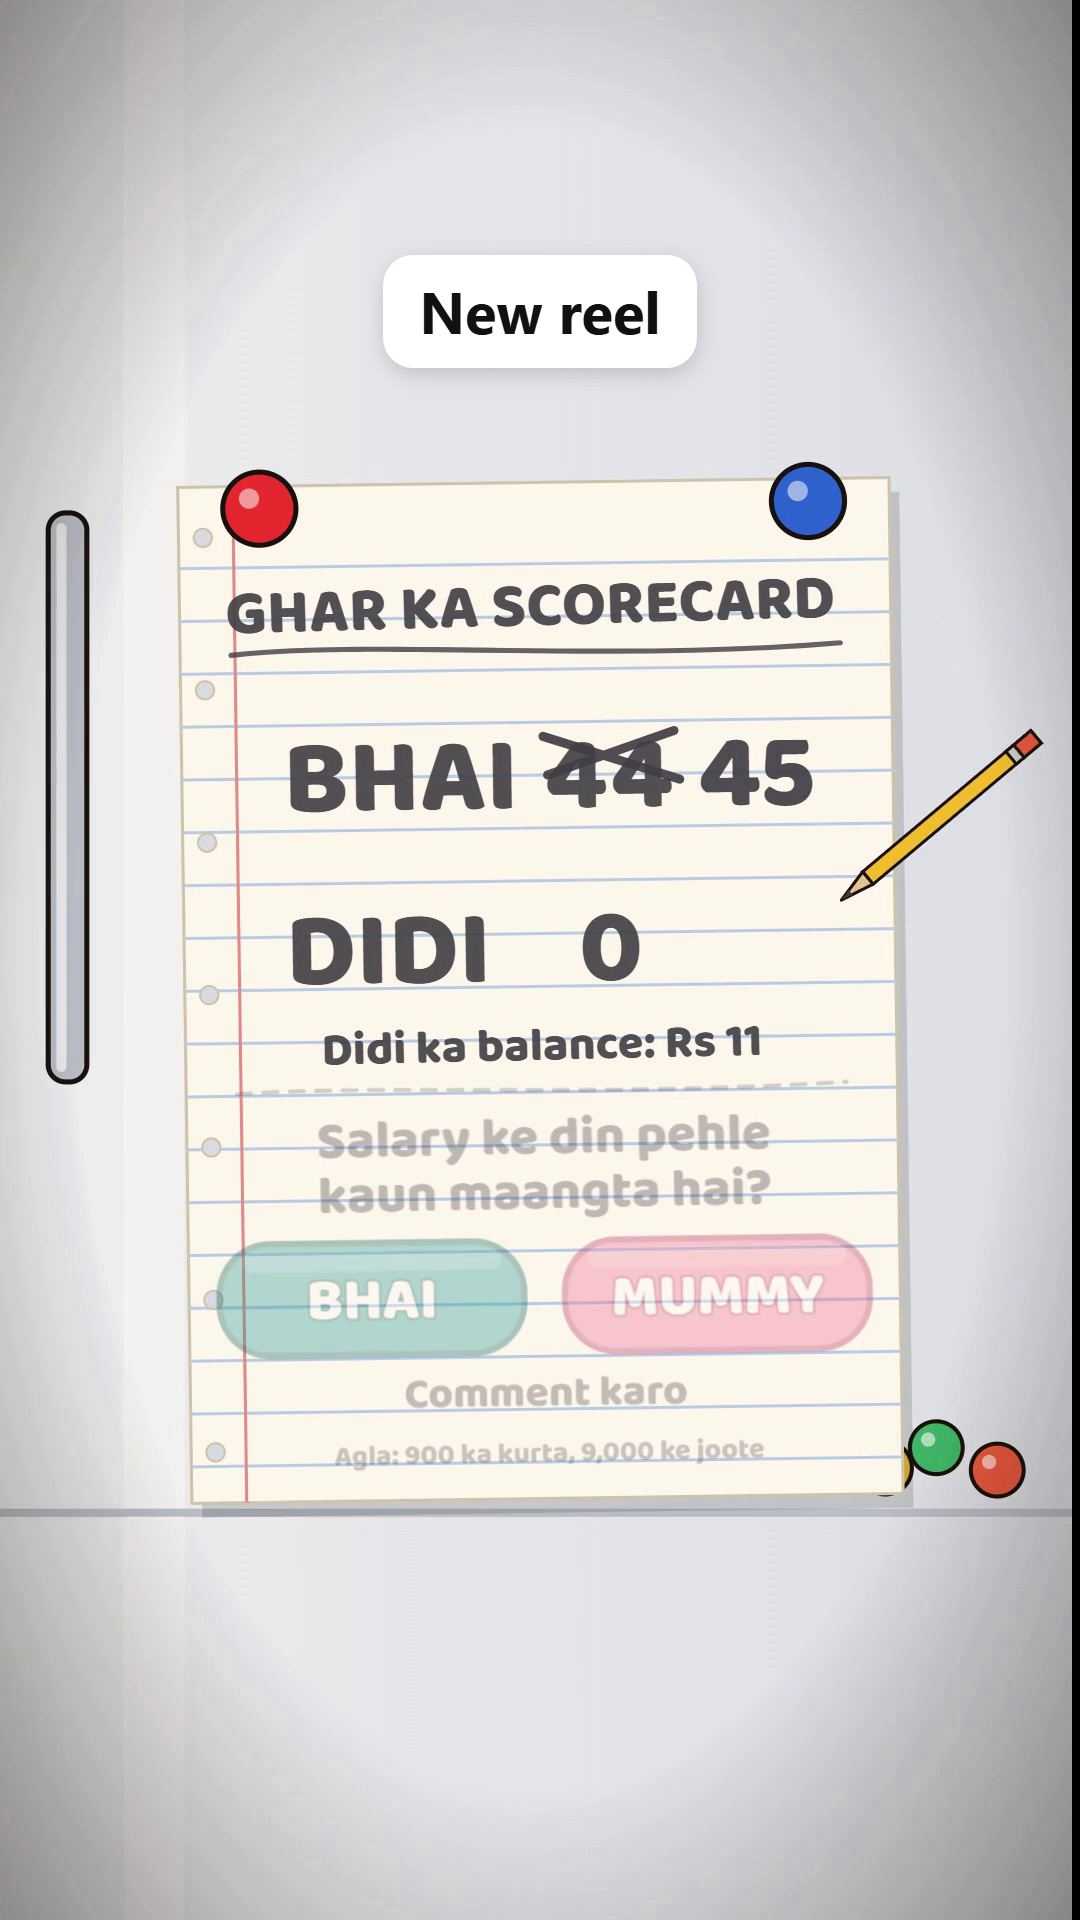 New reel
GHAR KA SCORECARD
BHAI 44 45
DIDI 0
Didi ka balance: Rs 11
Salary ke din pehle
kaun maangta hai?
BHAI MUMMY
Comment karo
Agla: 900 ka kurta, 9,000 ke joote